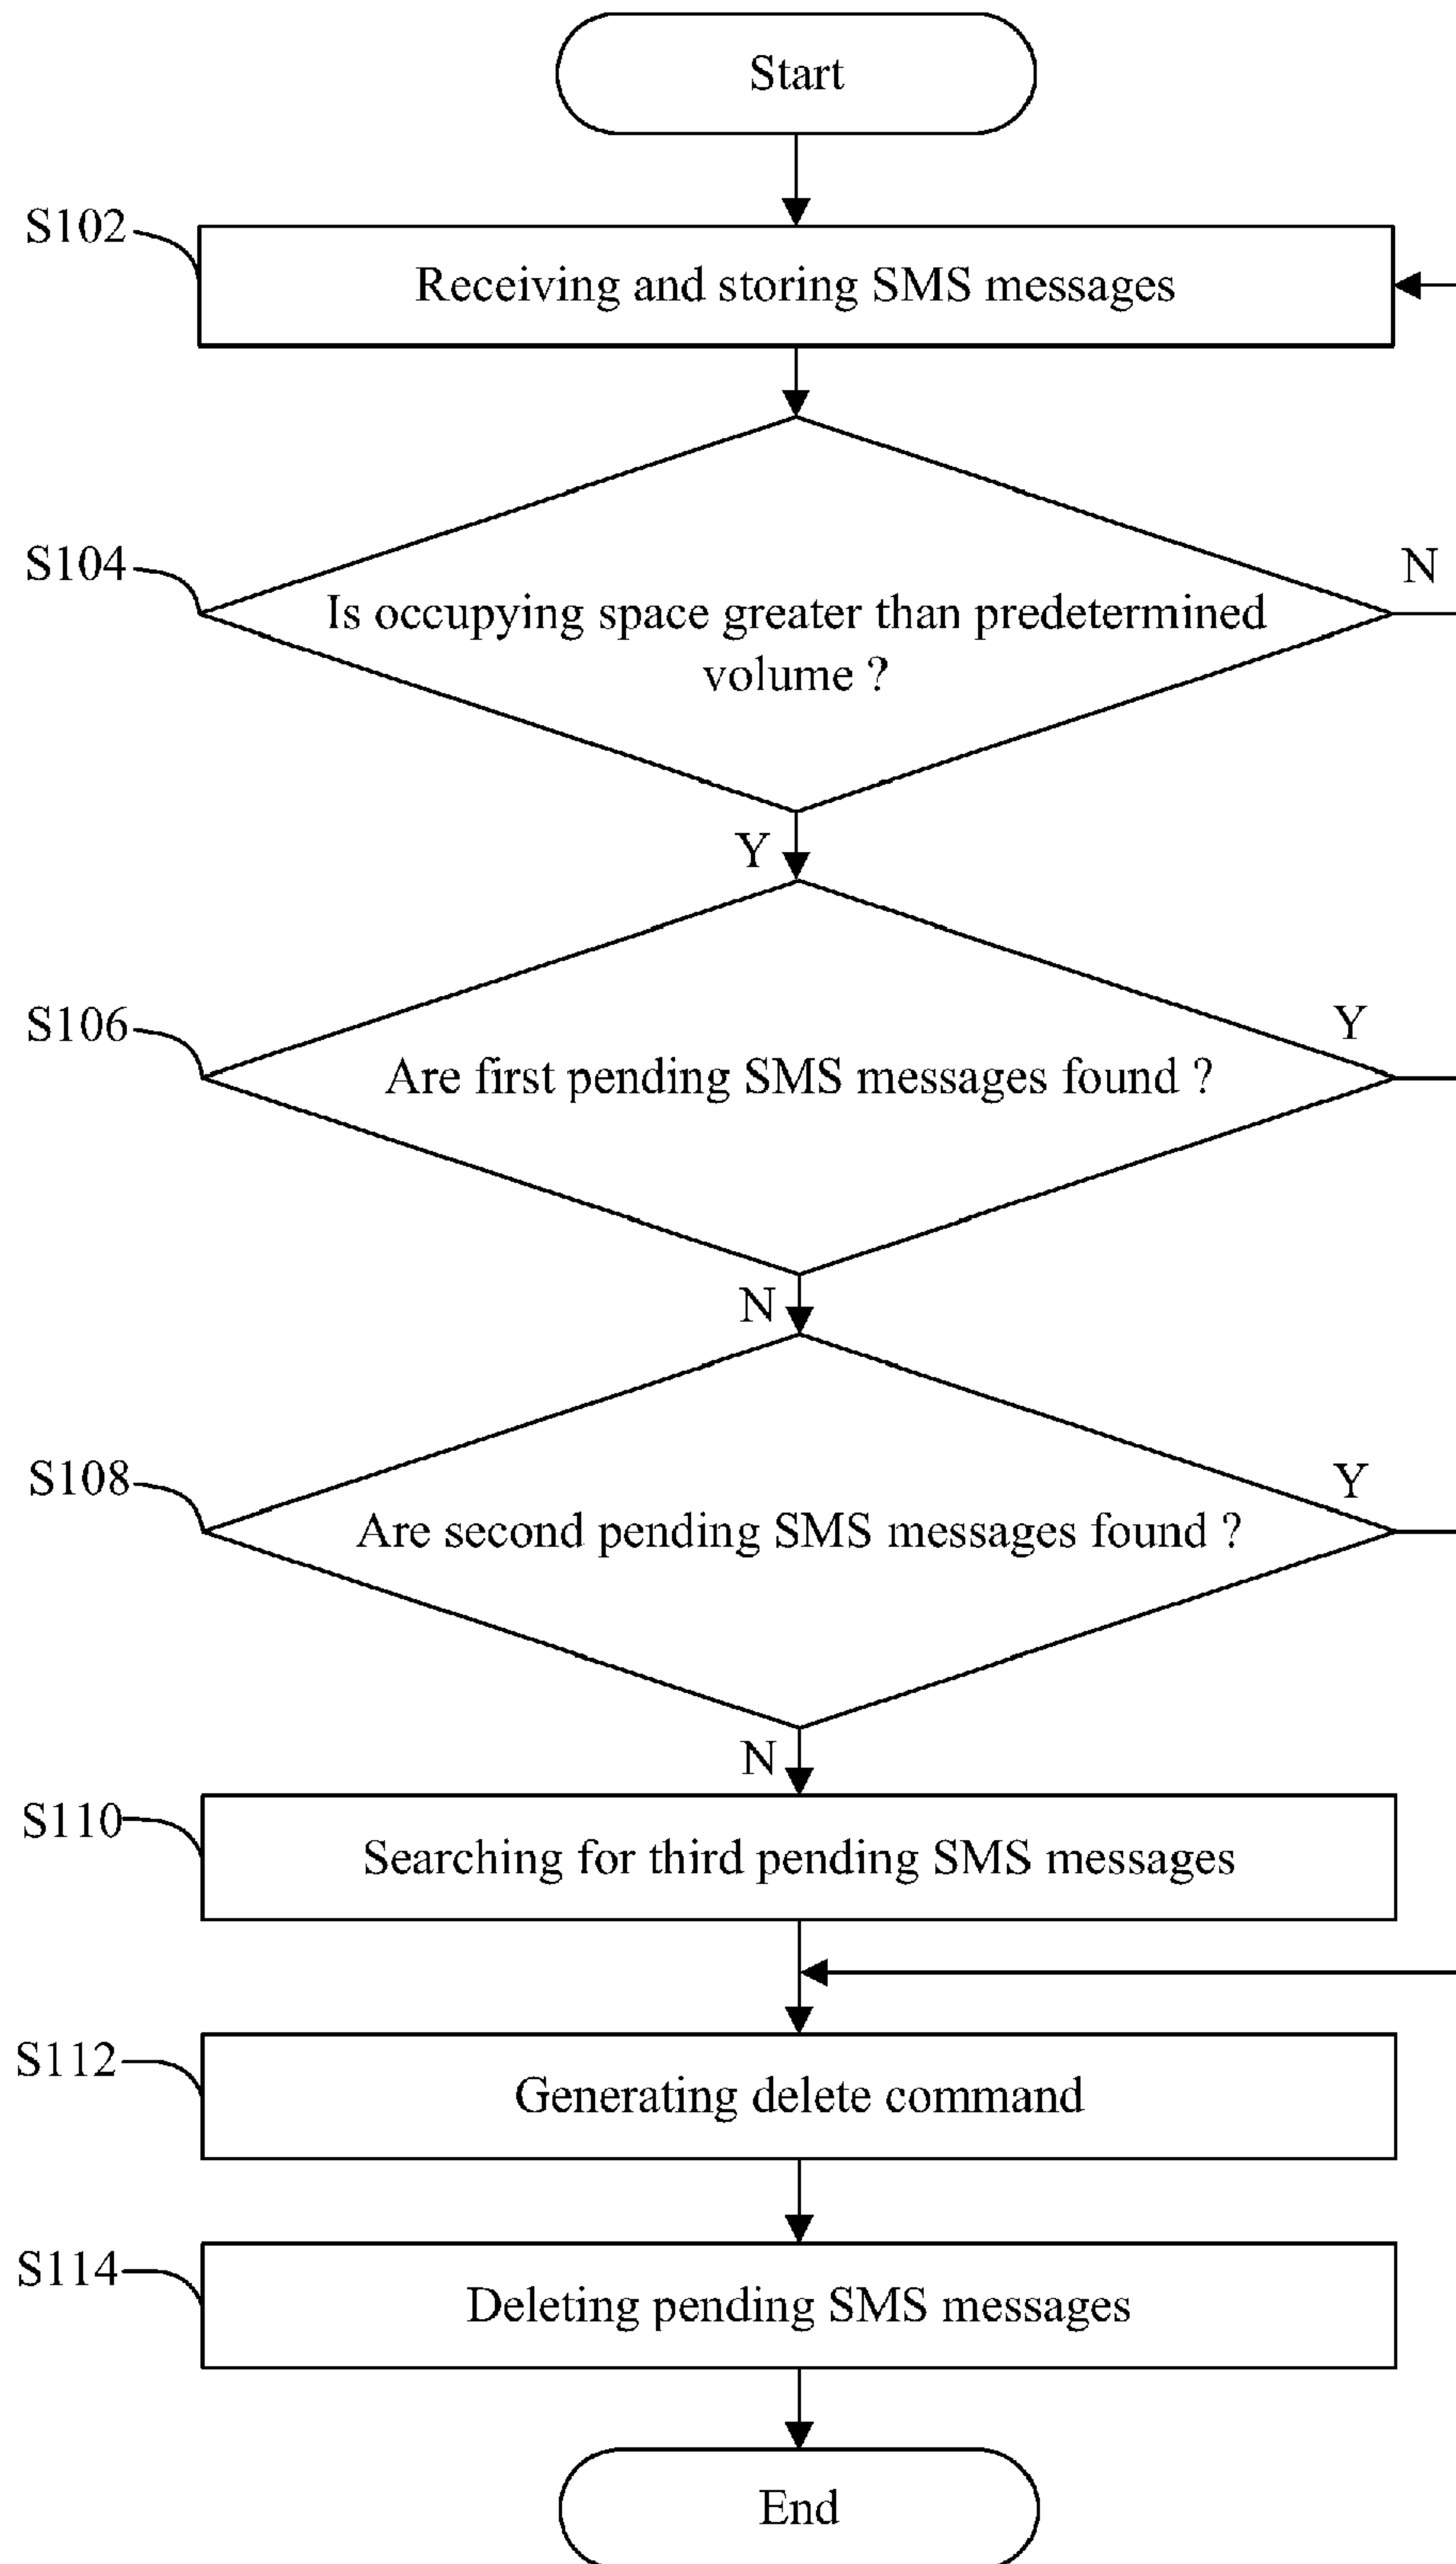 Start
S102
Receiving and storing SMS messages
S104
N
Is occupying space greater than predetermined
volume ?
Y
S106
Y
Are first pending SMS messages found ?
N
S108
Y
Are second pending SMS messages found ?
N
S110
Searching for third pending SMS messages
S112
Generating delete command
S114
Deleting pending SMS messages
End